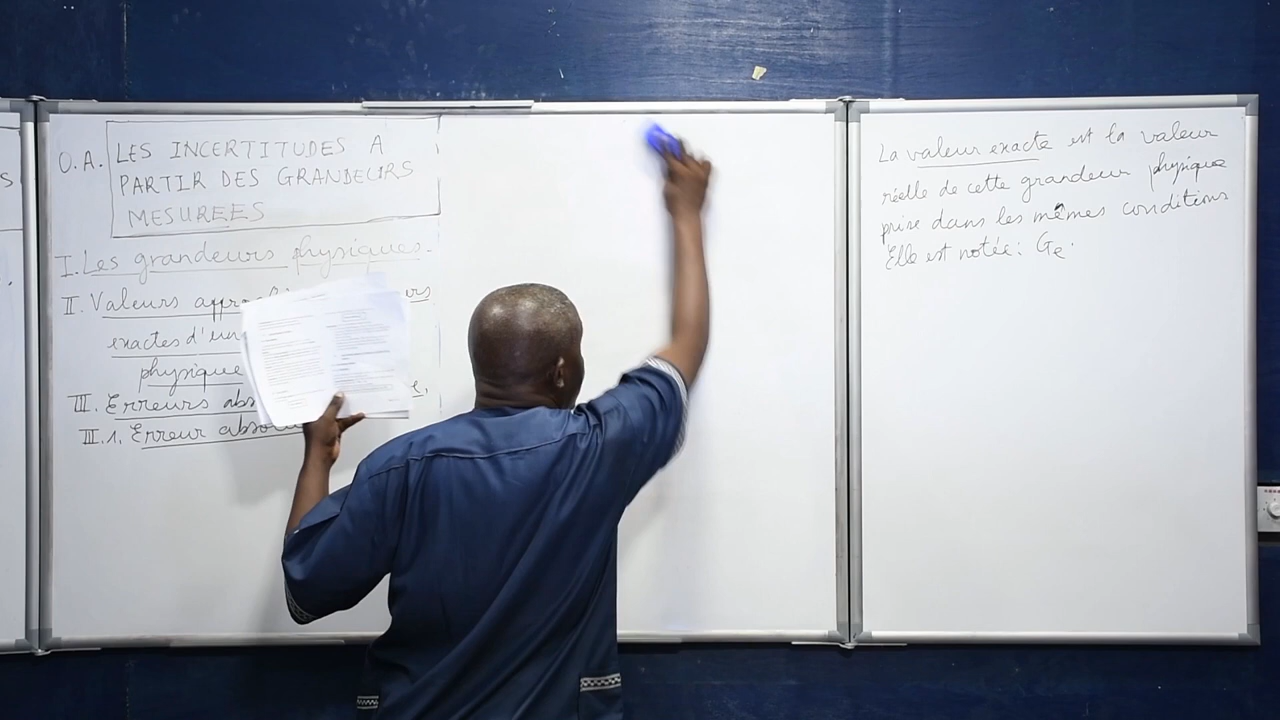 S
O.A. LES INCERTITUDES A
PARTIR DES GRANDEURS
MESUREES
I. Les grandeurs physiques.
II. Valeurs
exactes d'un
physique
III. Erreurs abs
III.1. Erreur absolu
La valeur exacte est la valeur
réelle de cette grandeur physique
prise dans les mêmes conditions
Elle est notée: Ge.